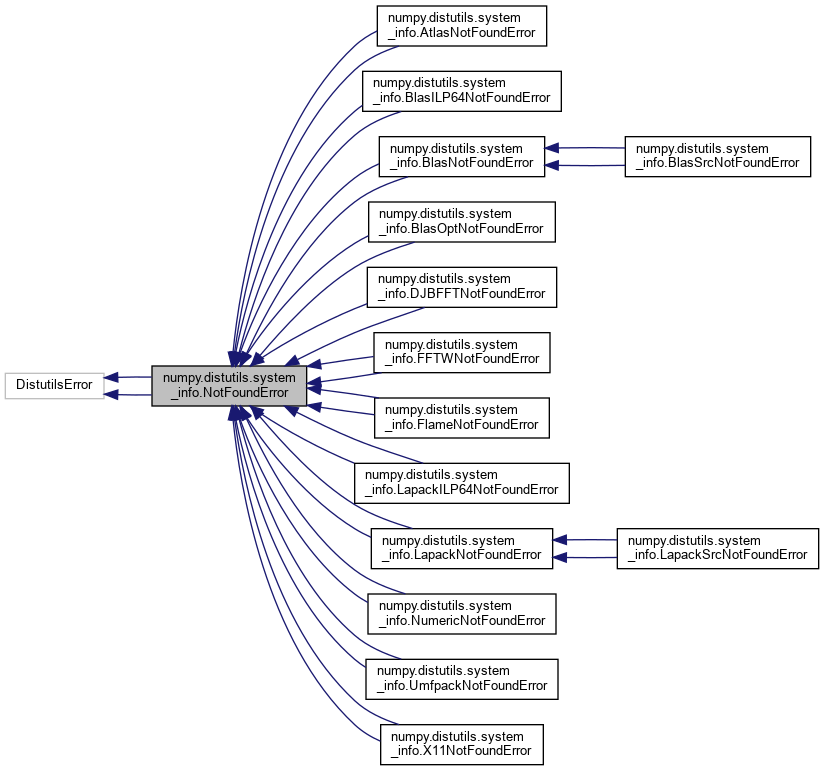 numpy.distutils.system
_info.AtlasNotFoundError
numpy.distutils.system
_info.BlasILP64NotFoundError
numpy.distutils.system
_info.BlasNotFoundError
numpy.distutils.system
_info.BlasSrcNotFoundError
numpy.distutils.system
_info.BlasOptNotFoundError
numpy.distutils.system
_info.DJBFFTNotFoundError
numpy.distutils.system
_info.FFTWNotFoundError
DistutilsError
numpy.distutils.system
_info.NotFoundError
numpy.distutils.system
_info.FlameNotFoundError
numpy.distutils.system
_info.LapackILP64NotFoundError
numpy.distutils.system
_info.LapackNotFoundError
numpy.distutils.system
_info.LapackSrcNotFoundError
numpy.distutils.system
_info.NumericNotFoundError
numpy.distutils.system
_info.UmfpackNotFoundError
numpy.distutils.system
_info.X11NotFoundError